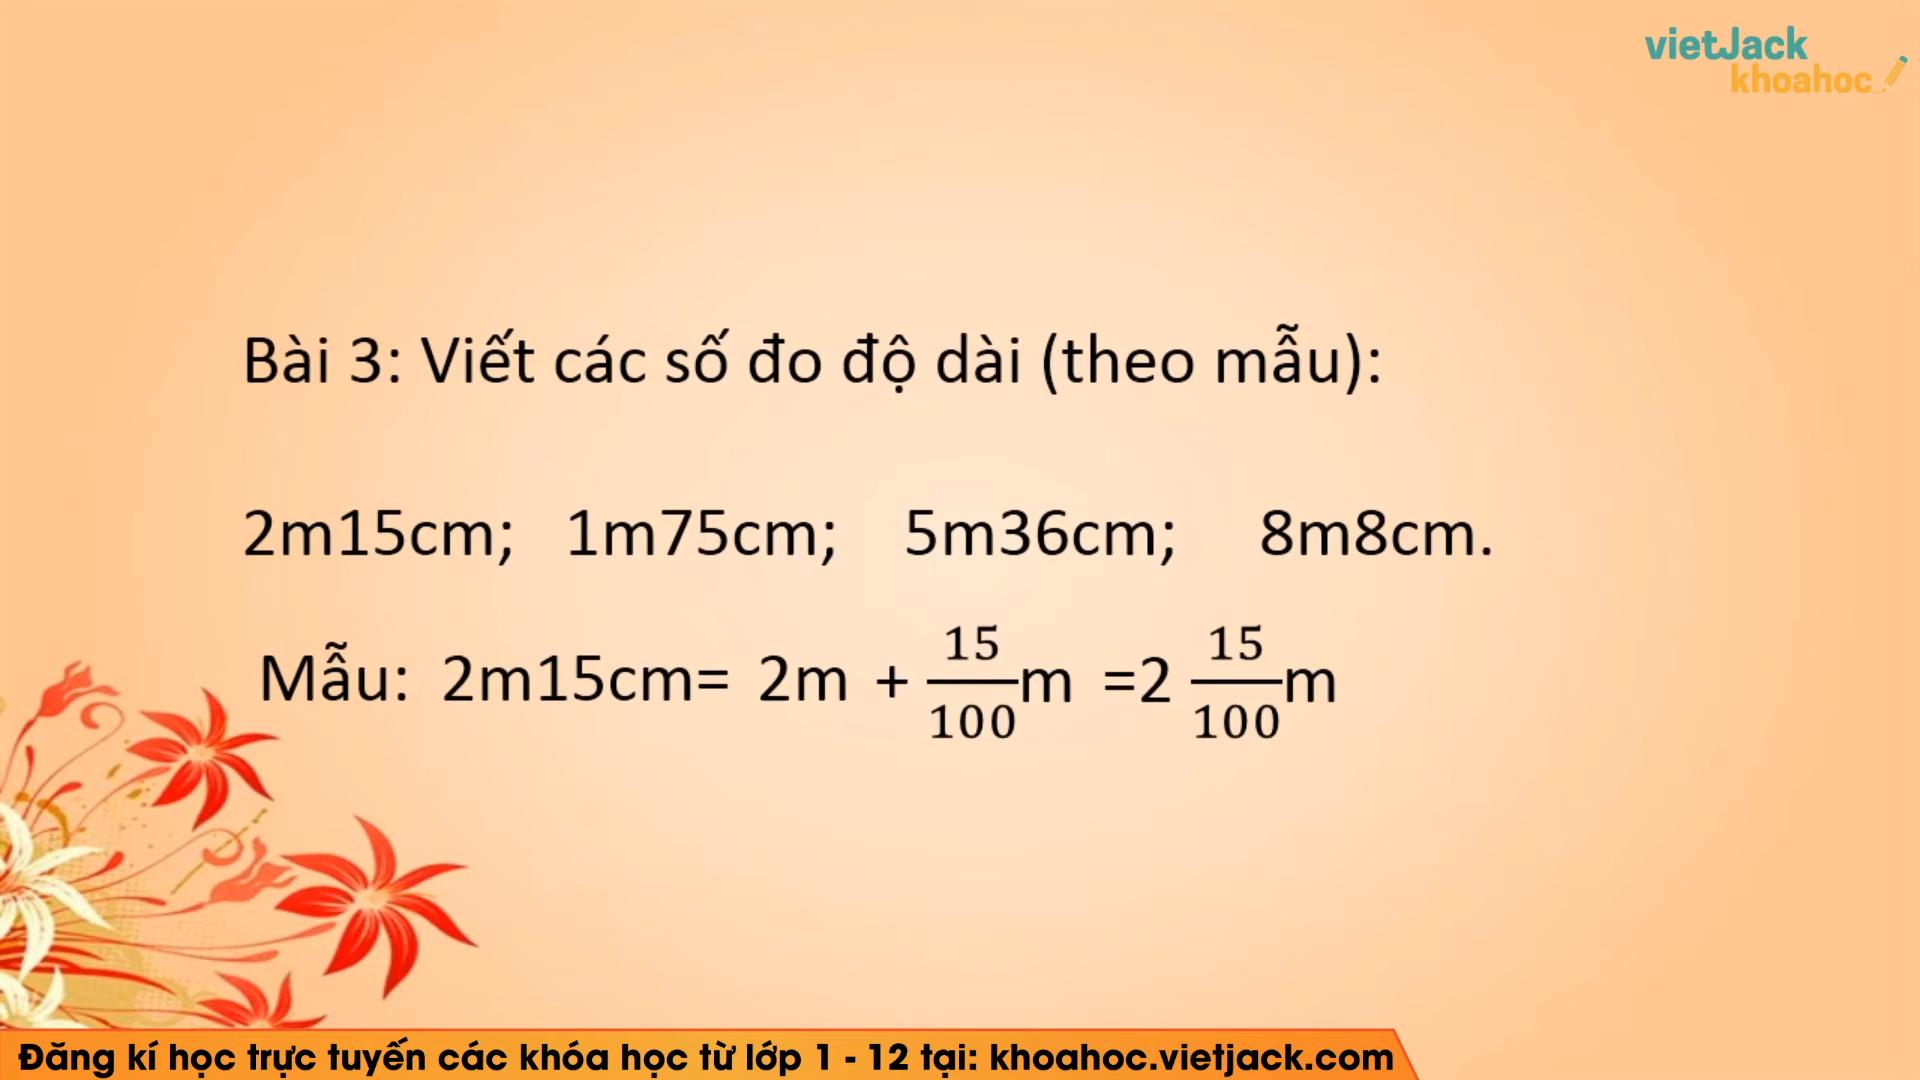 vietJack
khoahoc
Bài 3: Viết các số đo độ dài (theo mẫu):
2m15cm; 1m75cm; 5m36cm; 8m8cm.
Mẫu: 2m15cm= 2m + 15/100 m =2 15/100 m
Đăng kí học trực tuyến các khóa học từ lớp 1 - 12 tại: khoahoc.vietjack.com